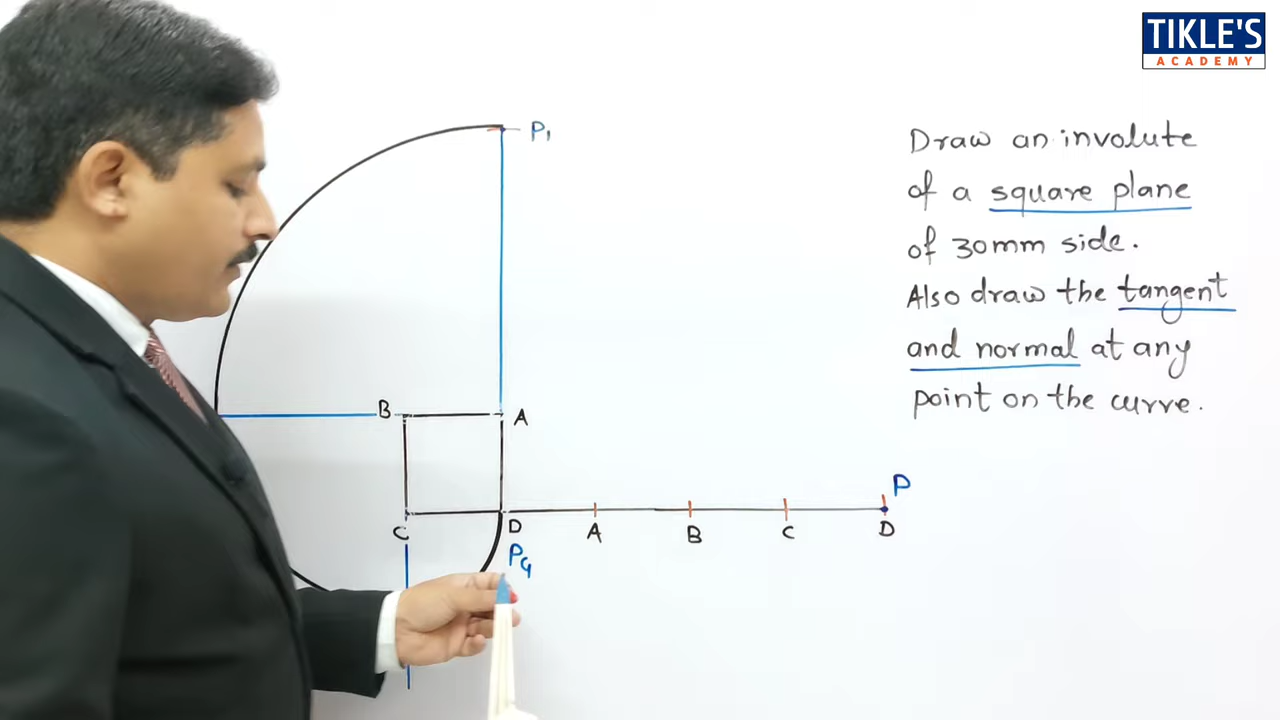 TIKLE'S
ACADEMY
Draw an involute
of a square plane
of 30mm side.
Also draw the tangent
and normal at any
point on the curve.
P1
B
A
P
C
D
A
B
C
D
P4